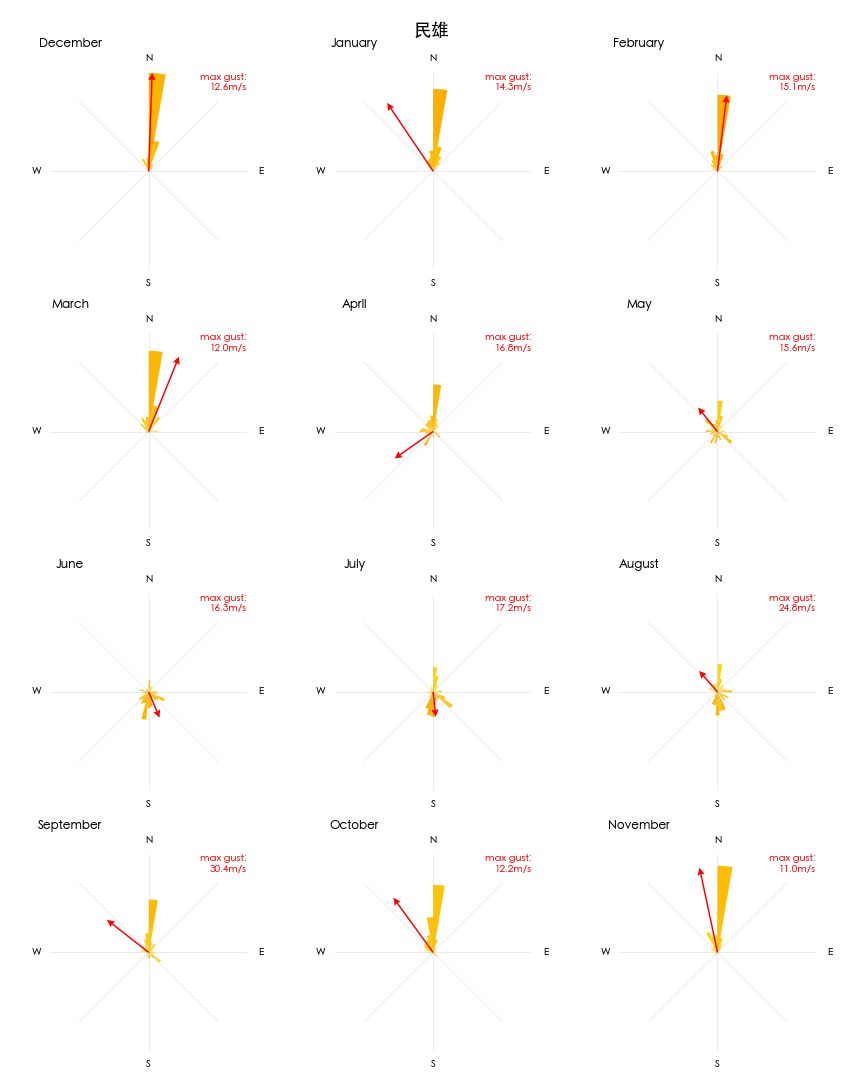 民雄
December
N
max gust:
12.6m/s
W
E
S
January
N
max gust:
14.3m/s
W
E
S
February
N
max gust:
15.1m/s
W
E
S
March
N
max gust:
12.0m/s
W
E
S
April
N
max gust:
16.8m/s
W
E
S
May
N
max gust:
15.6m/s
W
E
S
June
N
max gust:
16.3m/s
W
E
S
July
N
max gust:
17.2m/s
W
E
S
August
N
max gust:
24.8m/s
W
E
S
September
N
max gust:
30.4m/s
W
E
S
October
N
max gust:
12.2m/s
W
E
S
November
N
max gust:
11.0m/s
W
E
S